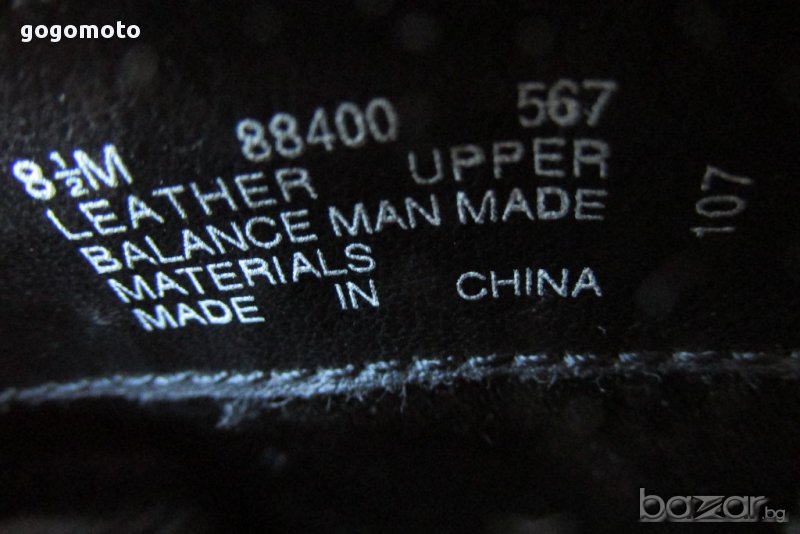 gogomoto
8½M 88400 567
LEATHER UPPER
BALANCE MAN MADE
MATERIALS
MADE IN CHINA
107
bazar.bg